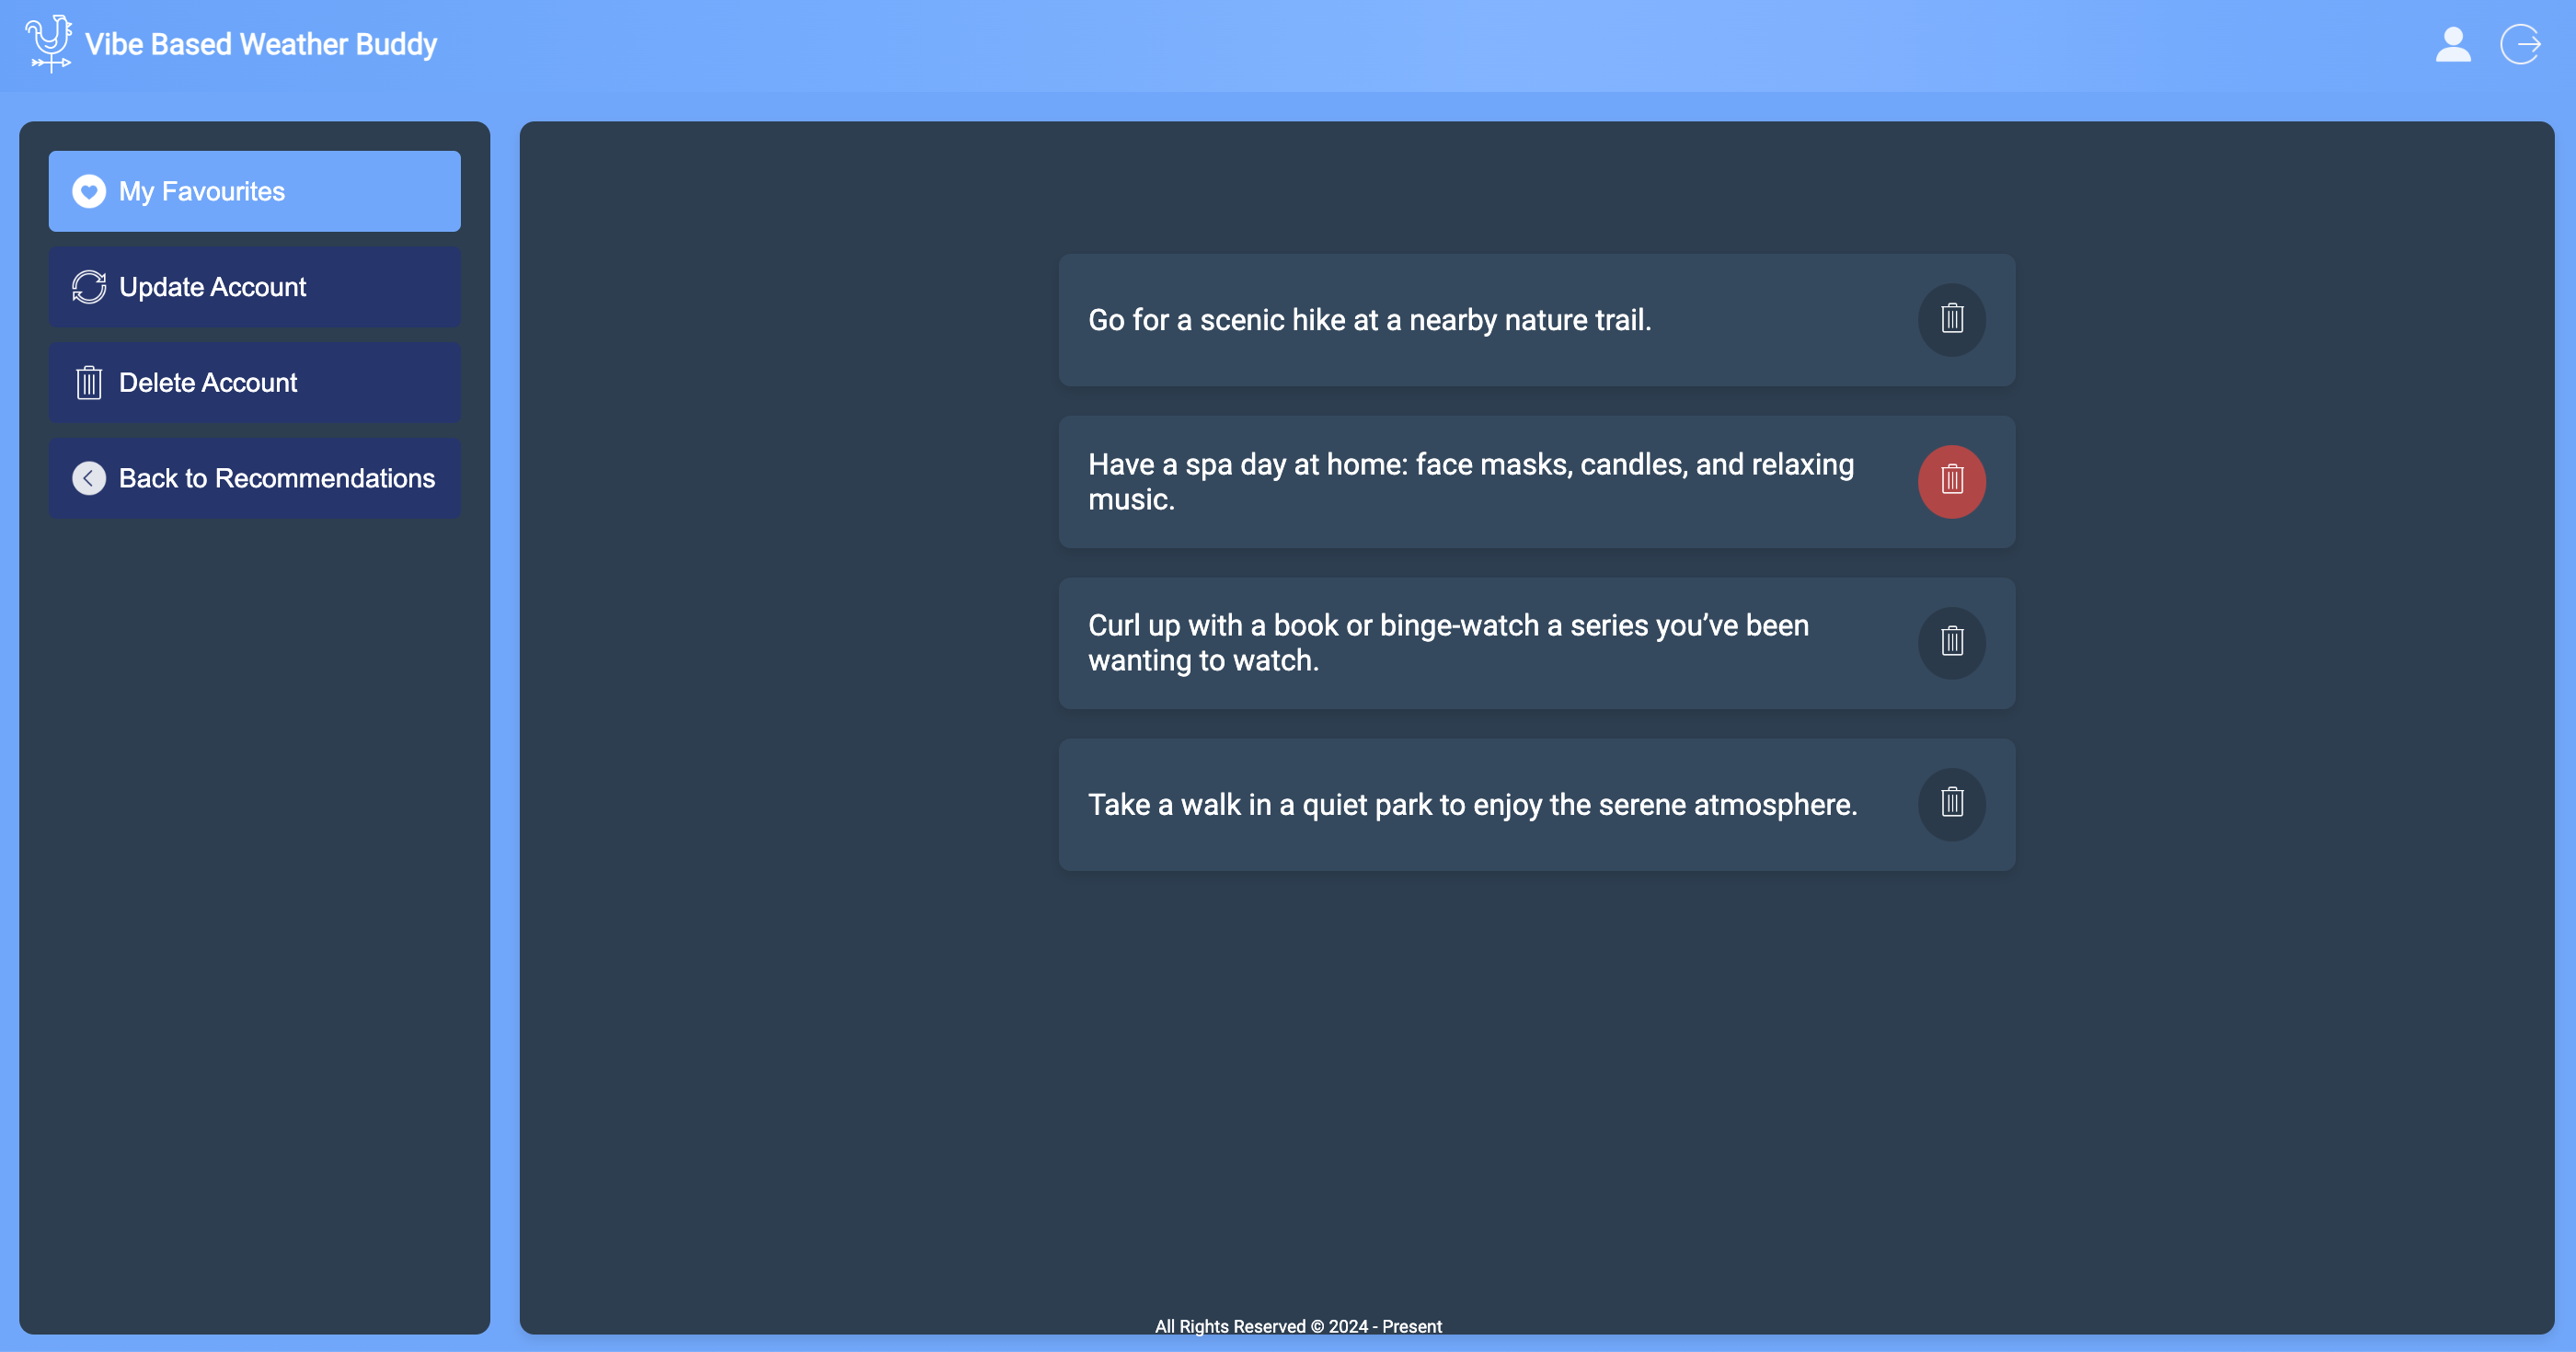 Vibe Based Weather Buddy
My Favourites
Update Account
Delete Account
Back to Recommendations
Go for a scenic hike at a nearby nature trail.
Have a spa day at home: face masks, candles, and relaxing
music.
Curl up with a book or binge-watch a series you’ve been
wanting to watch.
Take a walk in a quiet park to enjoy the serene atmosphere.
All Rights Reserved © 2024 - Present